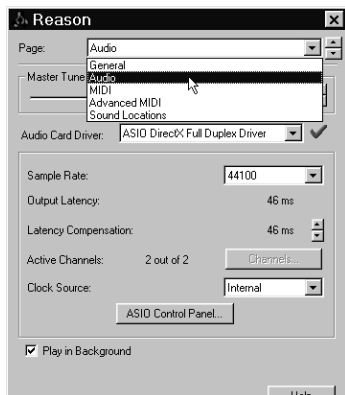 Reason
Page: Audio
General
Master Tune Audio
MIDI
Advanced MIDI
Sound Locations
Audio Card Driver: ASIO DirectX Full Duplex Driver
Sample Rate: 44100
Output Latency: 46 ms
Latency Compensation: 46 ms
Active Channels: 2 out of 2 Channels...
Clock Source: Internal
ASIO Control Panel...
Play in Background
Help